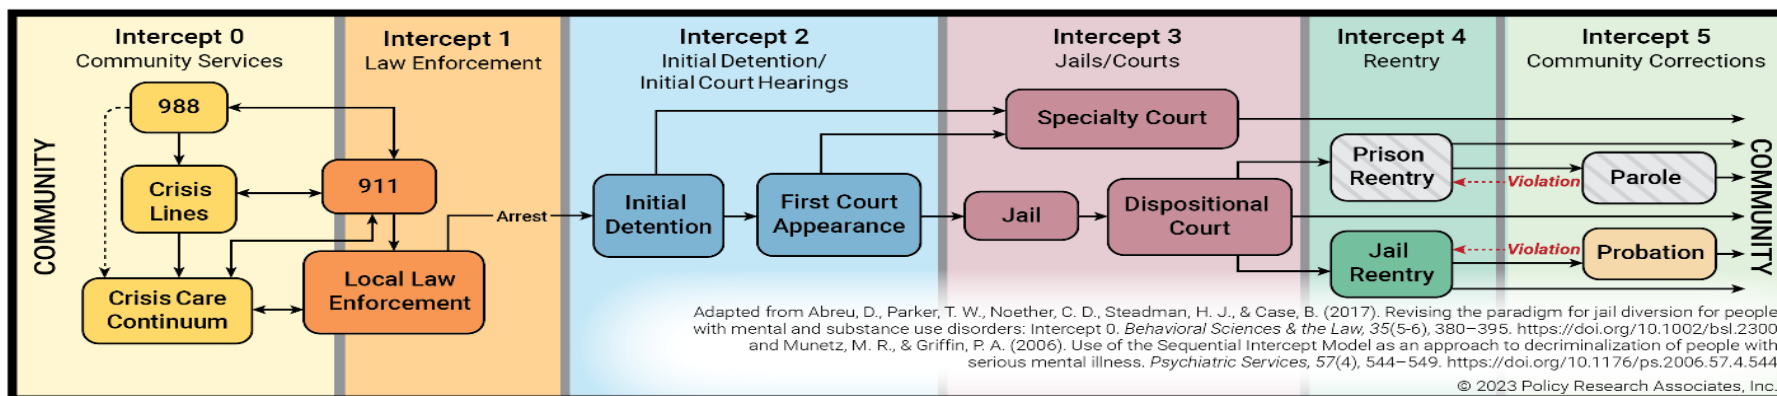 Intercept 0
Community Services
Intercept 1
Law Enforcement
Intercept 2
Initial Detention/
Initial Court Hearings
Intercept 3
Jails/Courts
Intercept 4
Reentry
Intercept 5
Community Corrections
COMMUNITY
988
Crisis
Lines
Crisis Care
Continuum
911
Local Law
Enforcement
Arrest
Initial
Detention
First Court
Appearance
Specialty Court
Jail
Dispositional
Court
Prison
Reentry
Violation
Parole
Jail
Reentry
Violation
Probation
COMMUNITY
Adapted from Abreu, D., Parker, T. W., Noether, C. D., Steadman, H. J., & Case, B. (2017). Revising the paradigm for jail diversion for people
with mental and substance use disorders: Intercept 0. Behavioral Sciences & the Law, 35(5-6), 380–395. https://doi.org/10.1002/bsl.2300
and Munetz, M. R., & Griffin, P. A. (2006). Use of the Sequential Intercept Model as an approach to decriminalization of people with
serious mental illness. Psychiatric Services, 57(4), 544–549. https://doi.org/10.1176/ps.2006.57.4.544
© 2023 Policy Research Associates, Inc.